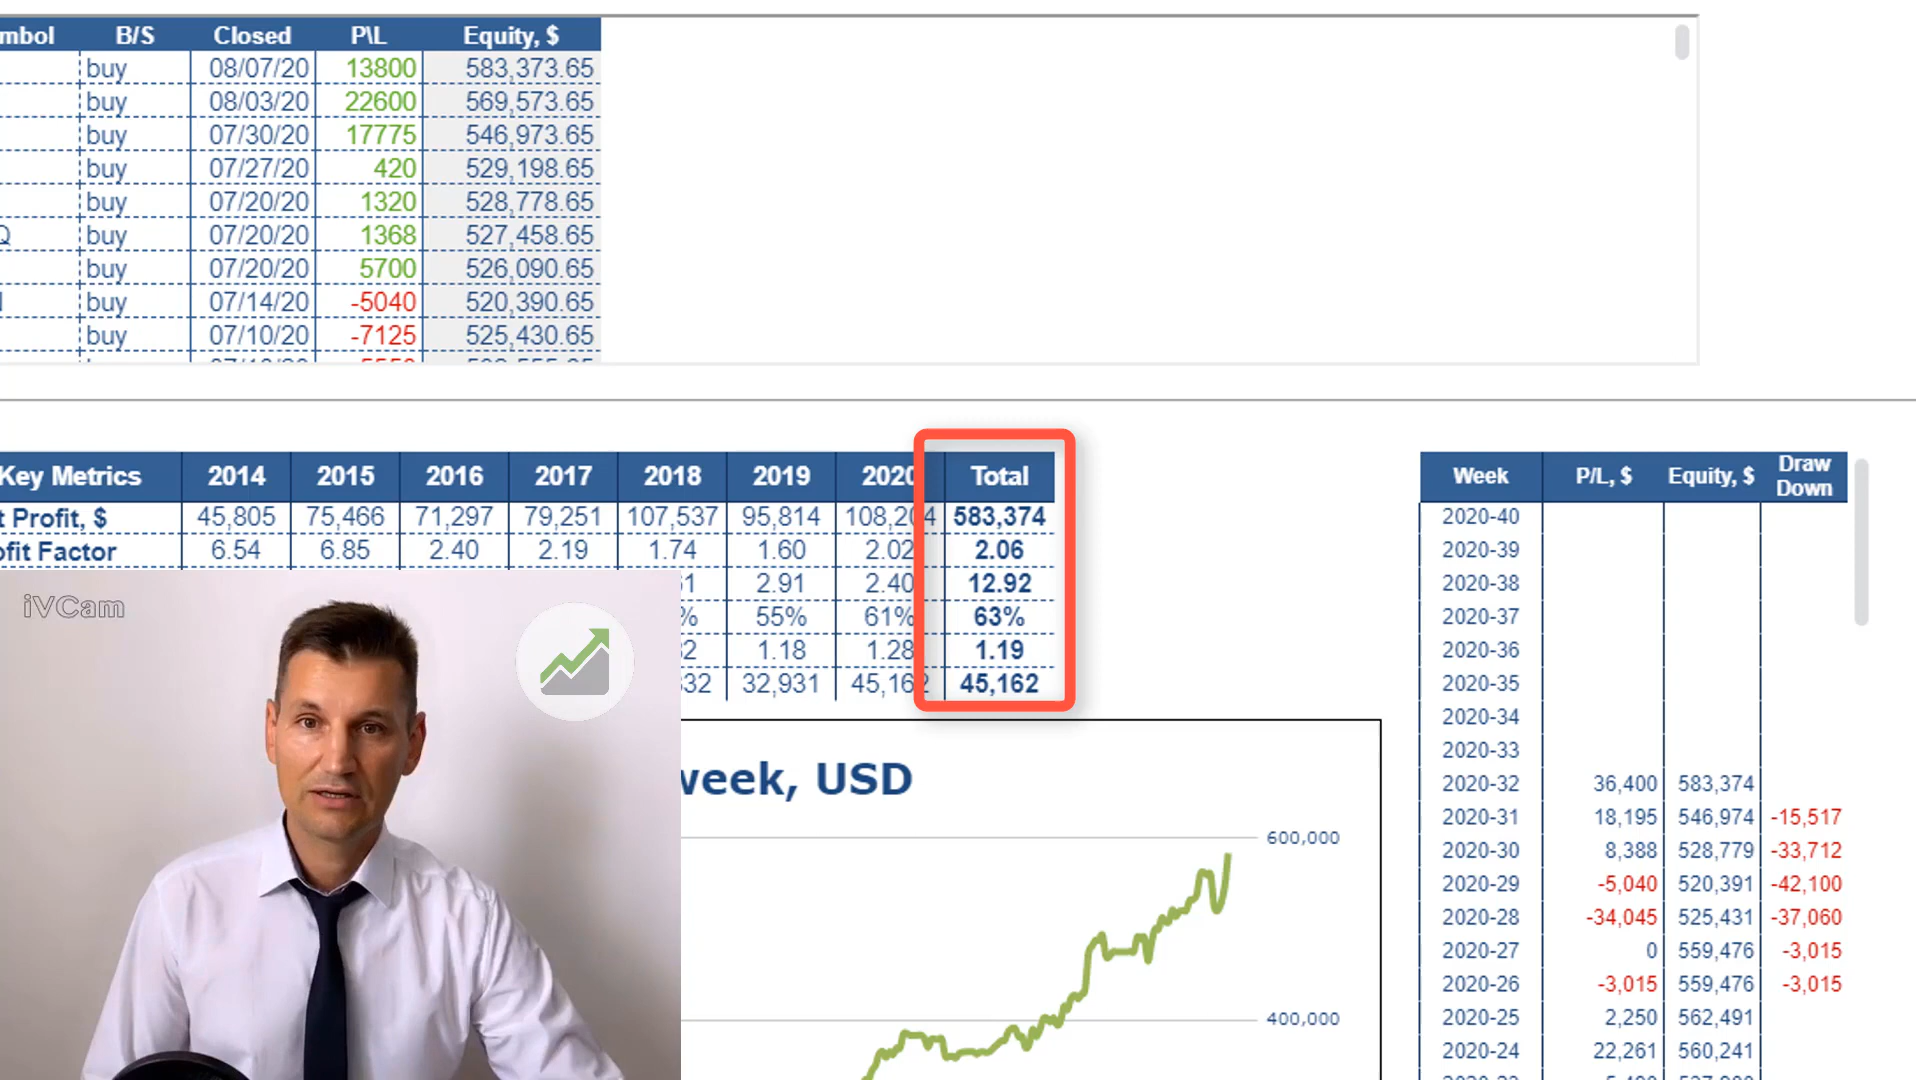 mbol B/S Closed P\L Equity, $
buy 08/07/20 13800 583,373.65
buy 08/03/20 22600 569,573.65
buy 07/30/20 17775 546,973.65
buy 07/27/20 420 529,198.65
buy 07/20/20 1320 528,778.65
Q buy 07/20/20 1368 527,458.65
buy 07/20/20 5700 526,090.65
buy 07/14/20 -5040 520,390.65
buy 07/10/20 -7125 525,430.65
Key Metrics 2014 2015 2016 2017 2018 2019 2020 Total
t Profit, $ 45,805 75,466 71,297 79,251 107,537 95,814 108,204 583,374
ofit Factor 6.54 6.85 2.40 2.19 1.74 1.60 2.02 2.06
2.91 2.40 12.92
% 55% 61% 63%
1.18 1.28 1.19
32,931 45,162 45,162
iVCam
week, USD
600,000
400,000
Week P/L, $ Equity, $ Draw Down
2020-40
2020-39
2020-38
2020-37
2020-36
2020-35
2020-34
2020-33
2020-32 36,400 583,374
2020-31 18,195 546,974 -15,517
2020-30 8,388 528,779 -33,712
2020-29 -5,040 520,391 -42,100
2020-28 -34,045 525,431 -37,060
2020-27 0 559,476 -3,015
2020-26 -3,015 559,476 -3,015
2020-25 2,250 562,491
2020-24 22,261 560,241